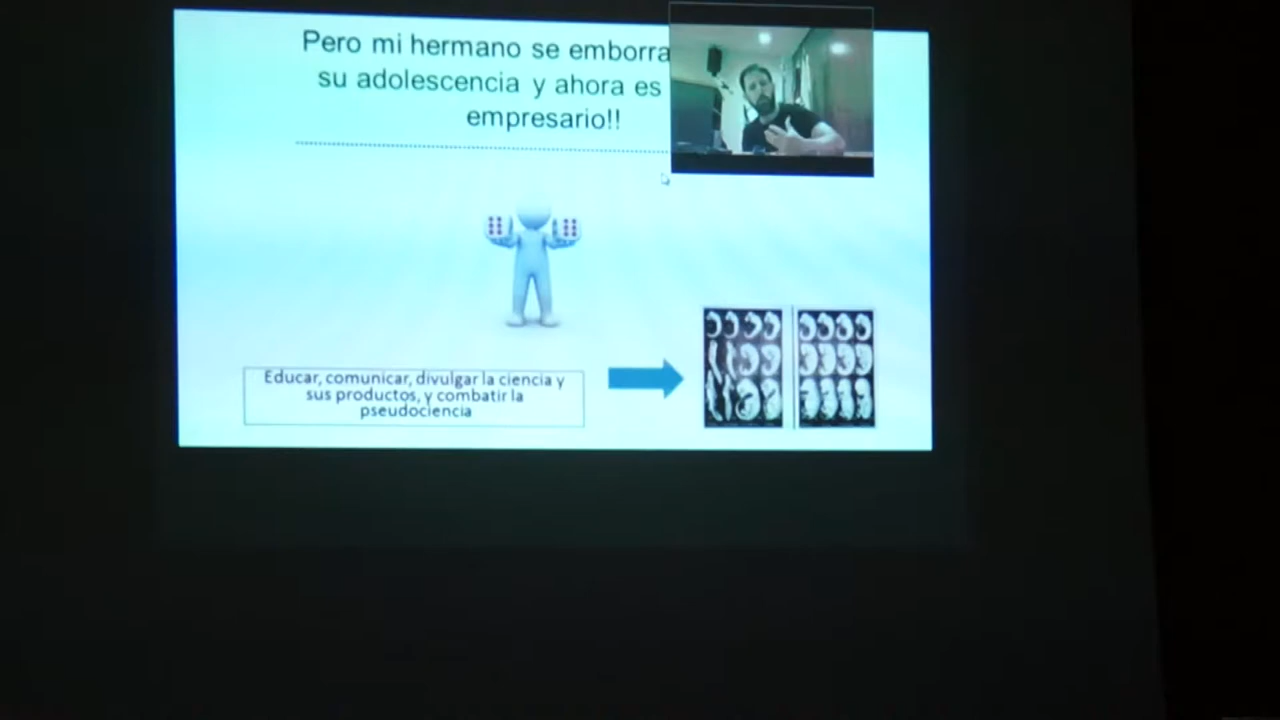 Pero mi hermano se emborra
su adolescencia y ahora es
empresario!!
Educar, comunicar, divulgar la ciencia y
sus productos, y combatir la
pseudociencia